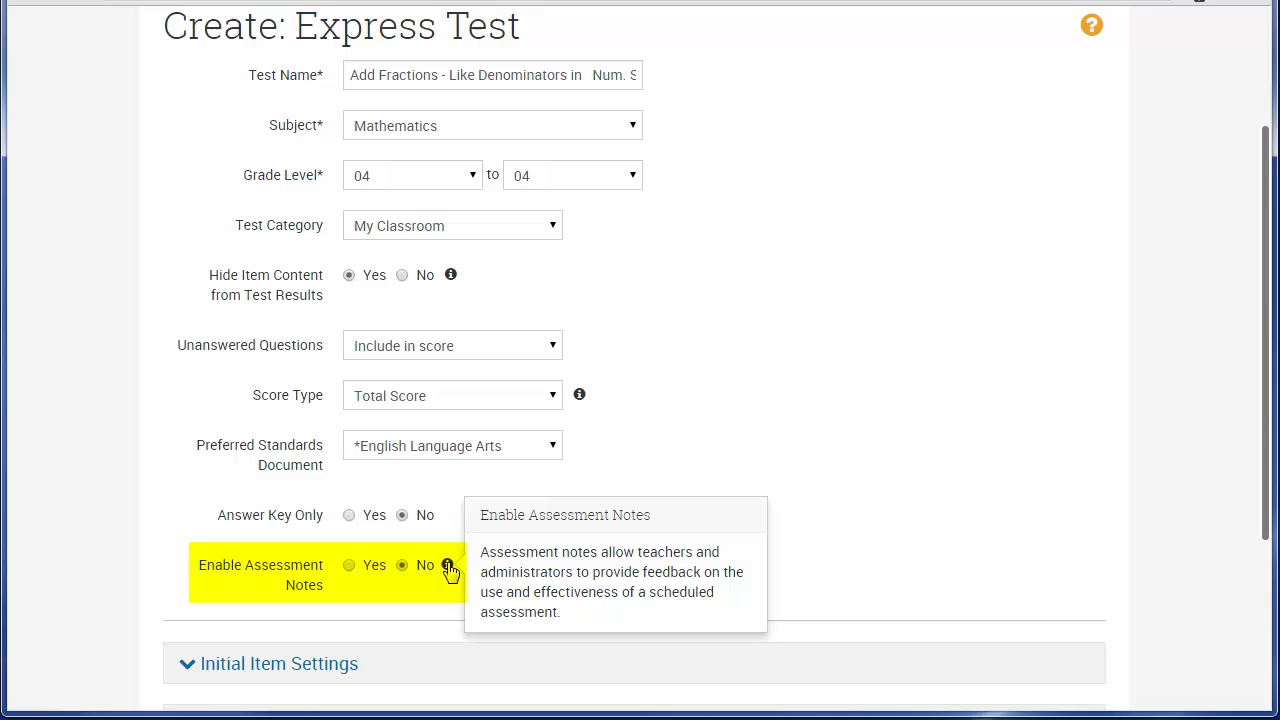 Create: Express Test
Test Name* Add Fractions - Like Denominators in Num. S
Subject* Mathematics
Grade Level* 04 to 04
Test Category My Classroom
Hide Item Content Yes No
from Test Results
Unanswered Questions Include in score
Score Type Total Score
Preferred Standards *English Language Arts
Document
Answer Key Only Yes No
Enable Assessment Yes No
Notes
Enable Assessment Notes
Assessment notes allow teachers and
administrators to provide feedback on the
use and effectiveness of a scheduled
assessment.
Initial Item Settings